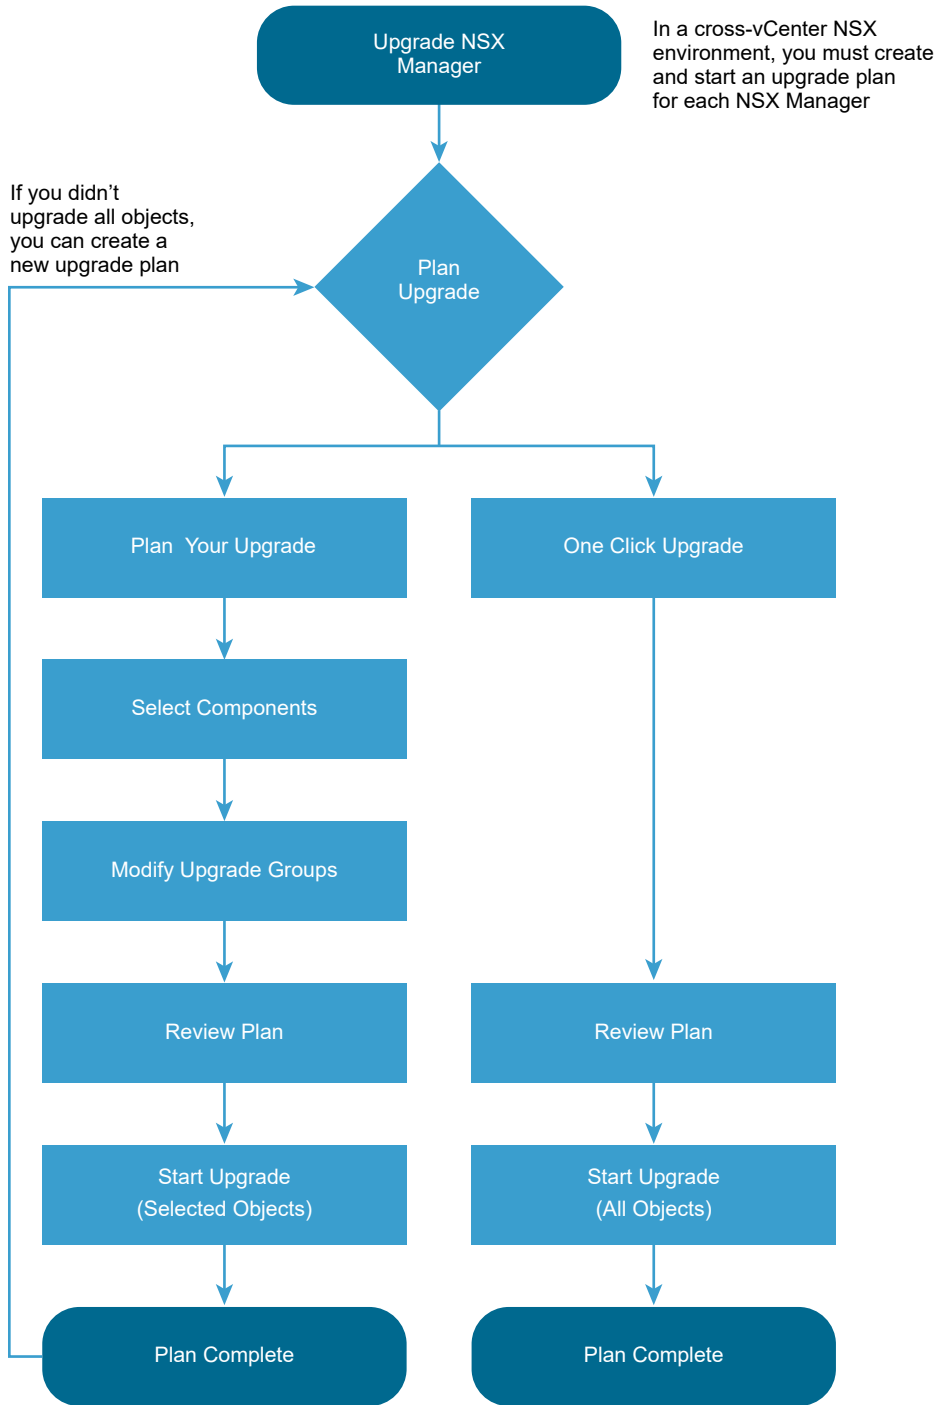 Upgrade NSX
Manager
In a cross-vCenter NSX
environment, you must create
and start an upgrade plan
for each NSX Manager
If you didn’t
upgrade all objects,
you can create a
new upgrade plan
Plan
Upgrade
Plan  Your Upgrade
One Click Upgrade
Select Components
Modify Upgrade Groups
Review Plan
Review Plan
Start Upgrade
(Selected Objects)
Start Upgrade
(All Objects)
Plan Complete
Plan Complete